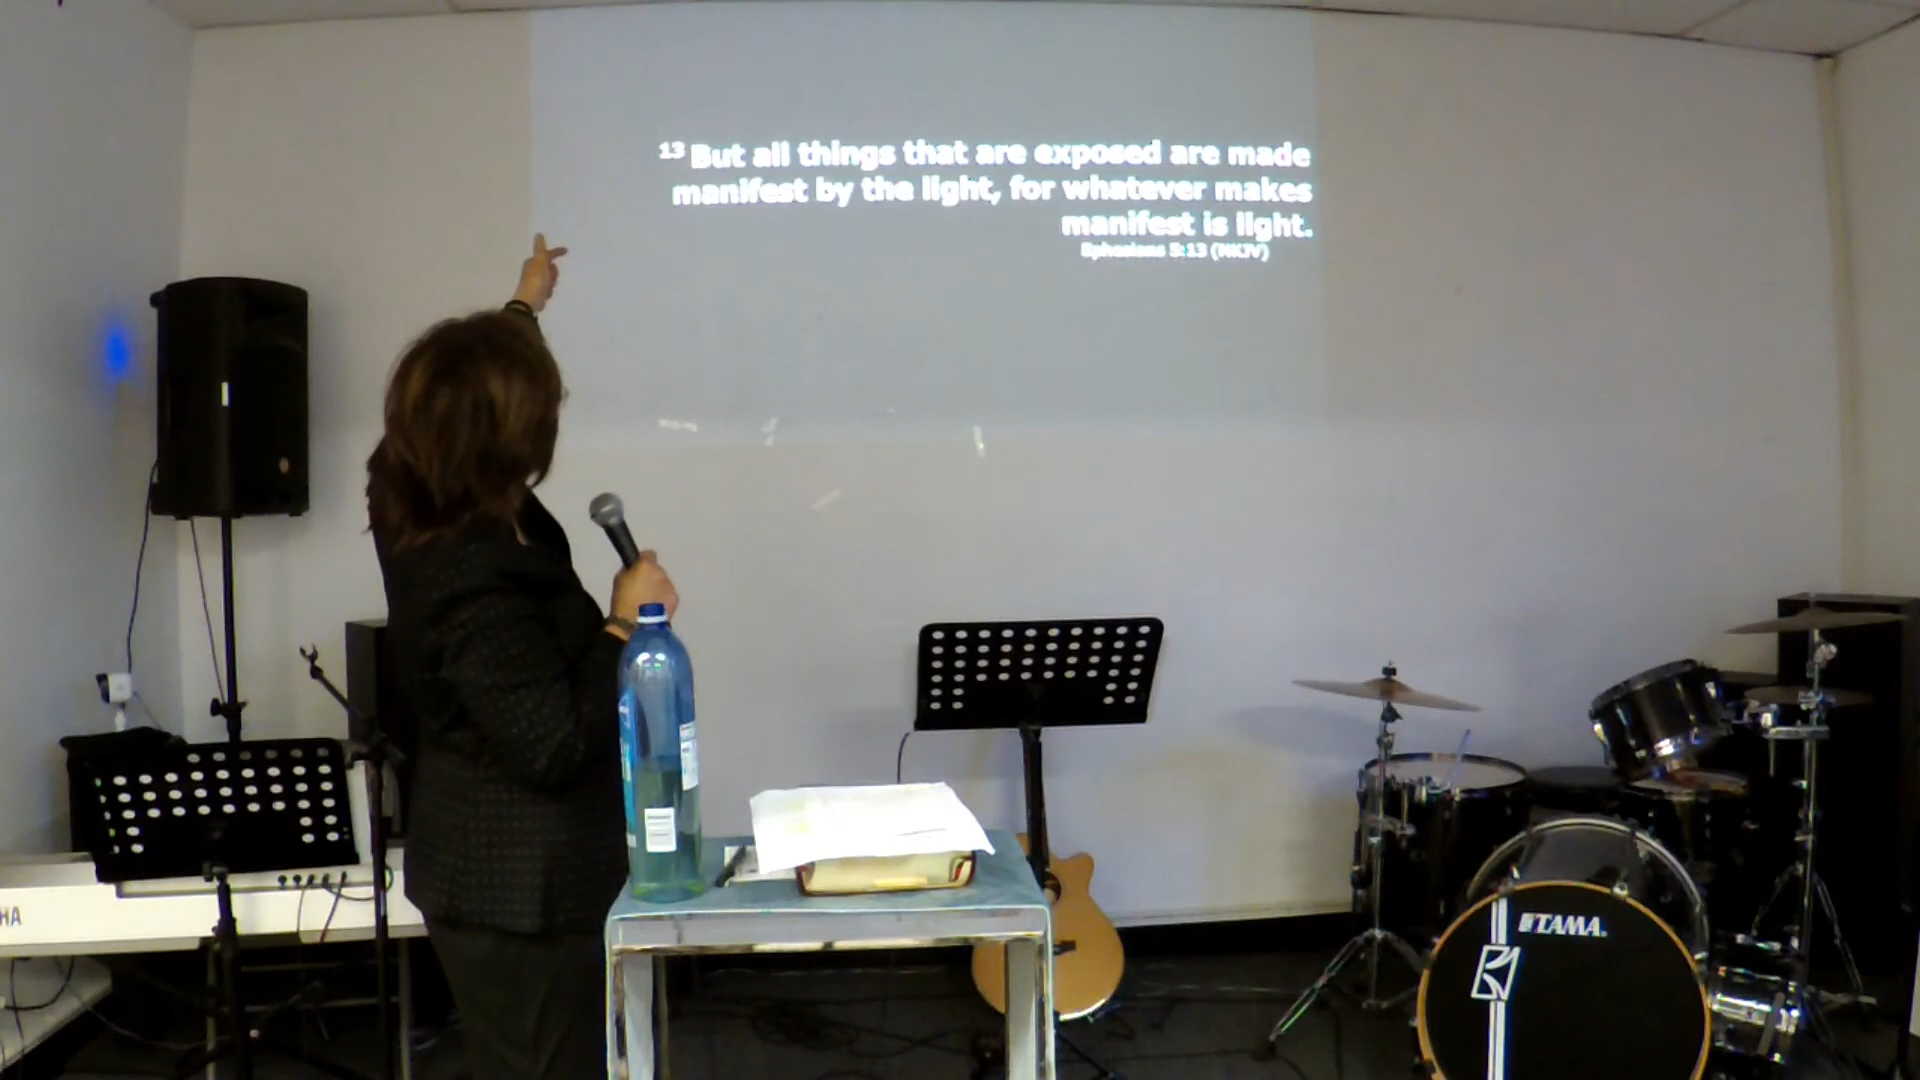 13 But all things that are exposed are made
manifest by the light, for whatever makes
manifest is light.
Ephesians 5:13 (NKJV)
HA
TAMA